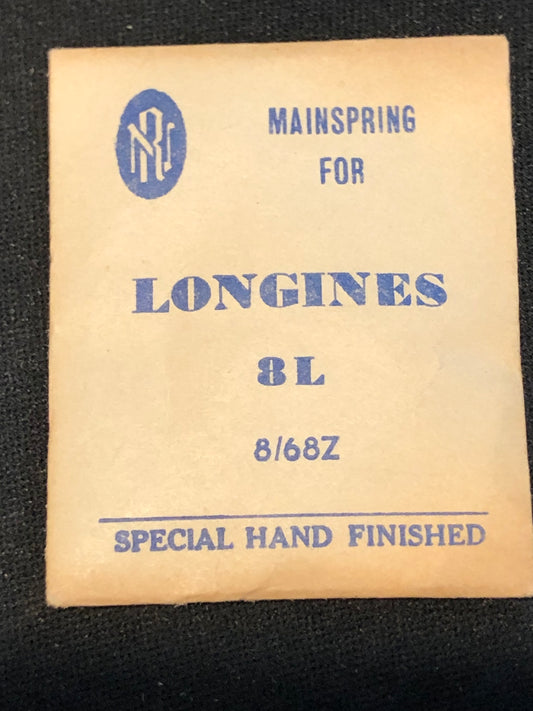 MAINSPRING
FOR
LONGINES
8L
8/68Z
SPECIAL HAND FINISHED